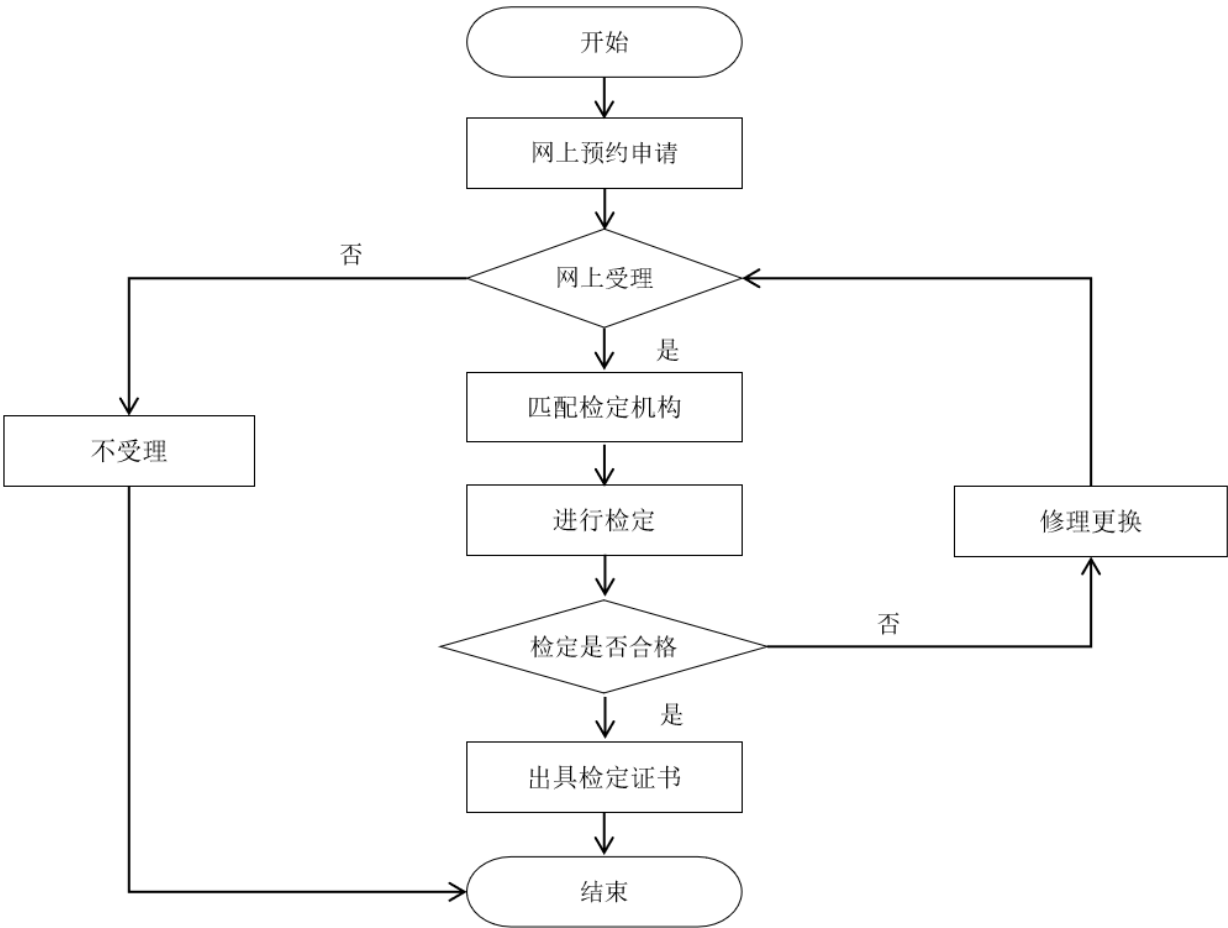 开始
网上预约申请
否
网上受理
是
匹配检定机构
不受理
进行检定
修理更换
否
检定是否合格
是
出具检定证书
结束